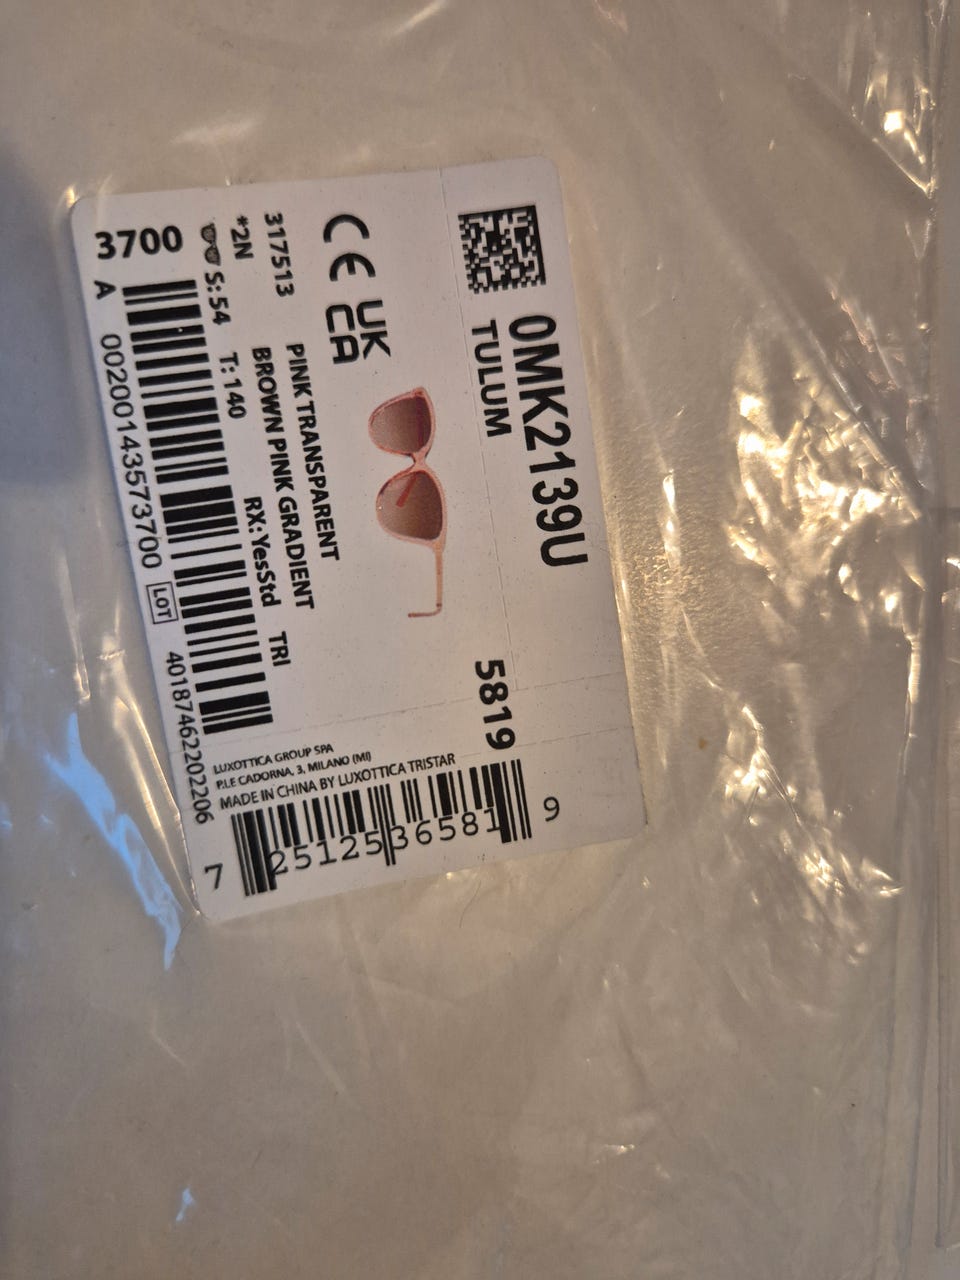 0MK2139U
TULUM 5819
CE UK
CA
317513 PINK TRANSPARENT
*2N BROWN PINK GRADIENT
S: 54 T: 140 RX: YesStd TRI
3700
A 00200143573700 LOT 40187462202206
LUXOTTICA GROUP SPA
P.LE CADORNA, 3, MILANO (MI)
MADE IN CHINA BY LUXOTTICA TRISTAR
7 25125 36581 9